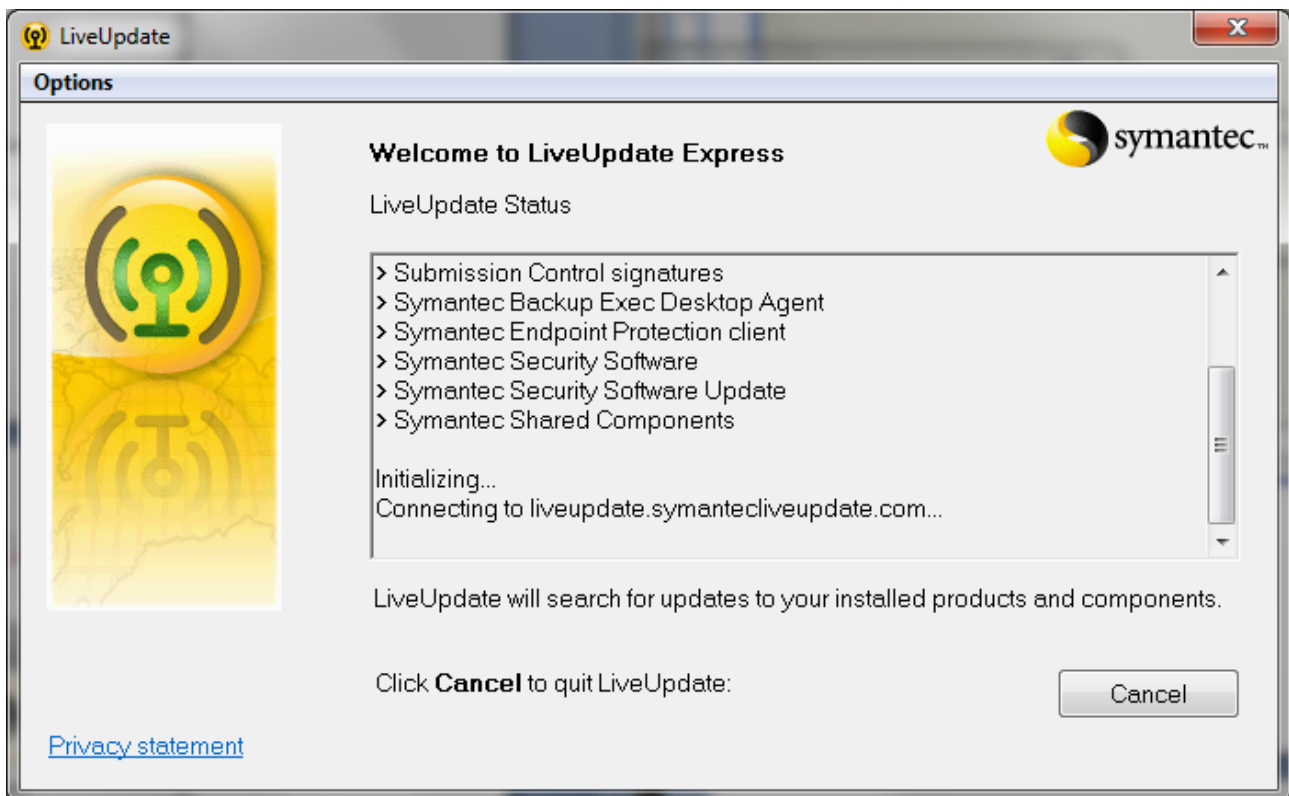 LiveUpdate
Options
symantec™
Welcome to LiveUpdate Express
LiveUpdate Status
> Submission Control signatures
> Symantec Backup Exec Desktop Agent
> Symantec Endpoint Protection client
> Symantec Security Software
> Symantec Security Software Update
> Symantec Shared Components
Initializing...
Connecting to liveupdate.symantecliveupdate.com...
LiveUpdate will search for updates to your installed products and components.
Click Cancel to quit LiveUpdate:
Cancel
Privacy statement